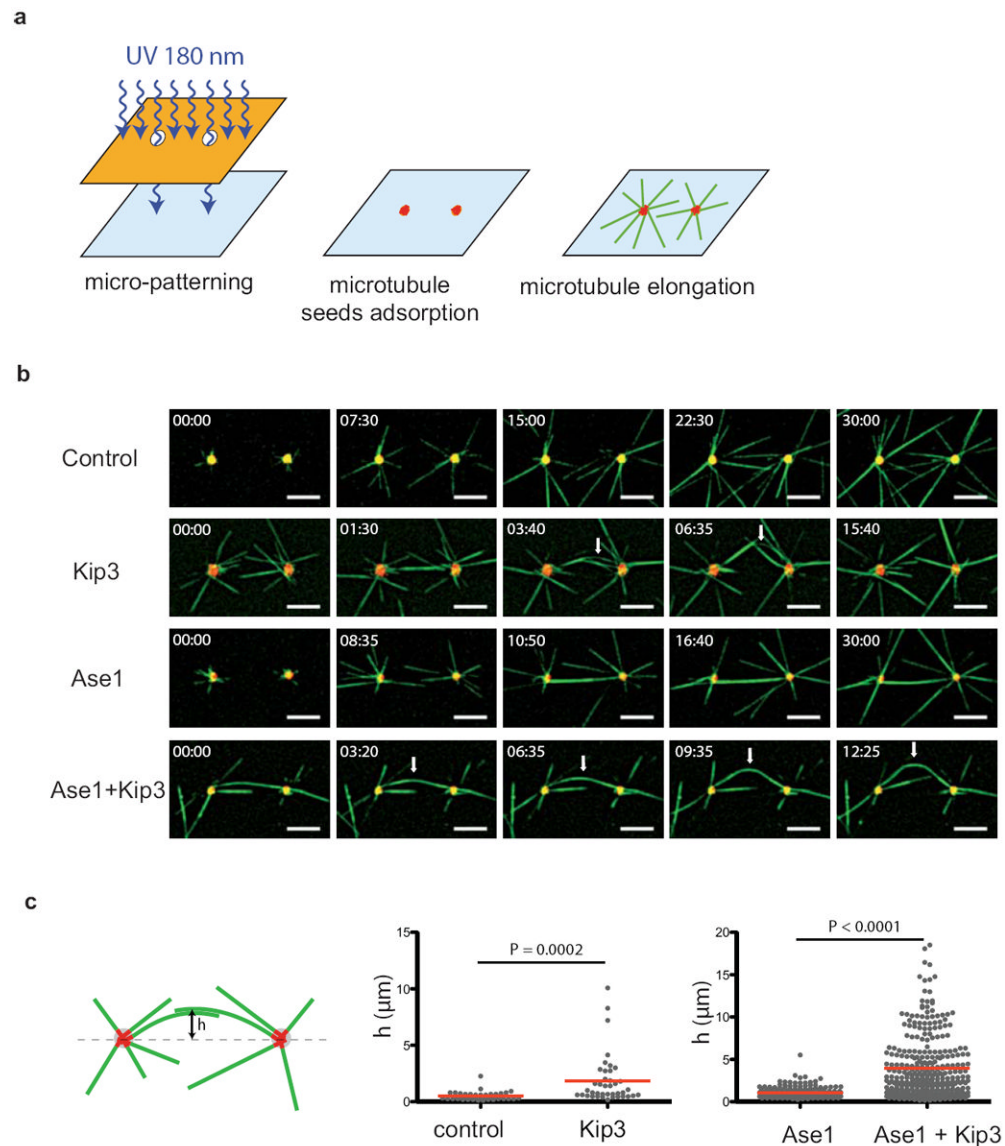 a
UV 180 nm
micro-patterning
microtubule
seeds adsorption
microtubule elongation
b
Control
00:00
07:30
15:00
22:30
30:00
Kip3
00:00
01:30
03:40
06:35
15:40
Ase1
00:00
08:35
10:50
16:40
30:00
Ase1+Kip3
00:00
03:20
06:35
09:35
12:25
c
h
h (μm)
15
10
5
0
P = 0.0002
control
Kip3
h (μm)
20
15
10
5
0
P < 0.0001
Ase1
Ase1 + Kip3